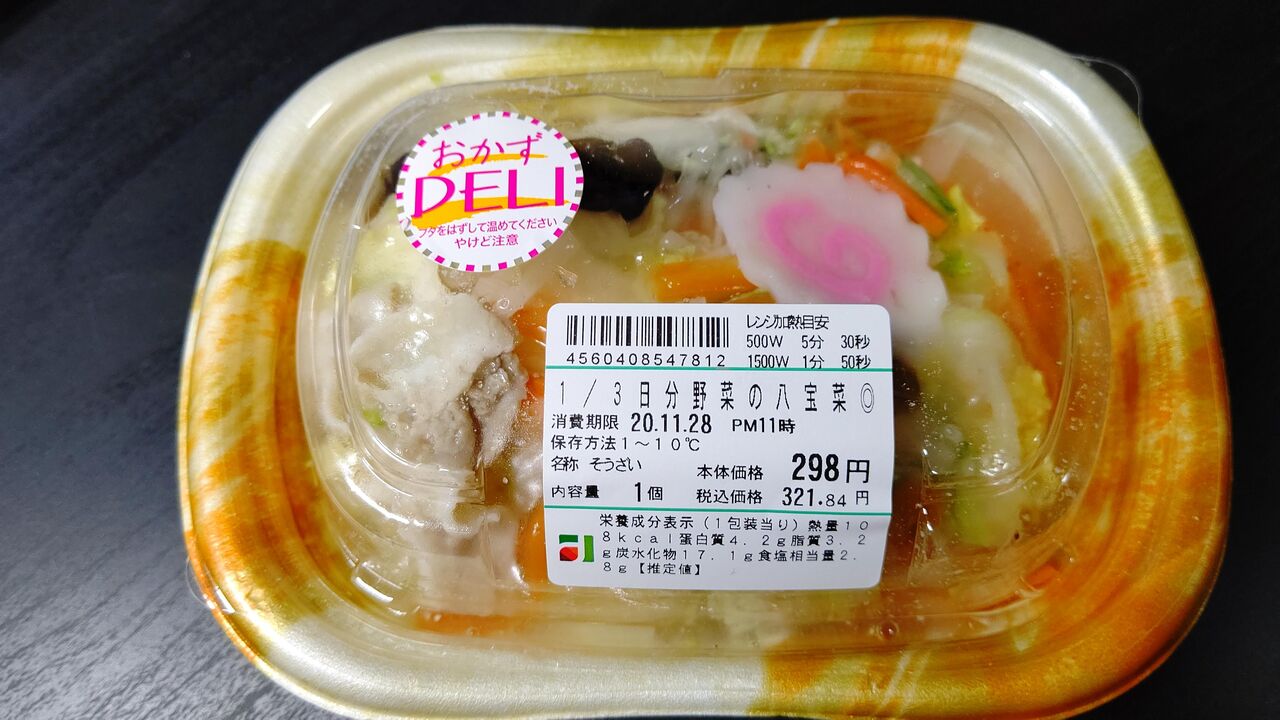 おかず
DELI
フタをはずして温めてください
やけど注意
レンジ加熱目安
500W 5分 30秒
4560408547812
1500W 1分 50秒
1/3日分野菜の八宝菜◎
消費期限 20.11.28 PM11時
保存方法1～10℃
名称 そうざい 本体価格 298円
内容量 1個 税込価格 321.84円
栄養成分表示(1包装当り)熱量10
8kcal蛋白質4.2g脂質3.2
g炭水化物17.1g食塩相当量2.
8g【推定値】